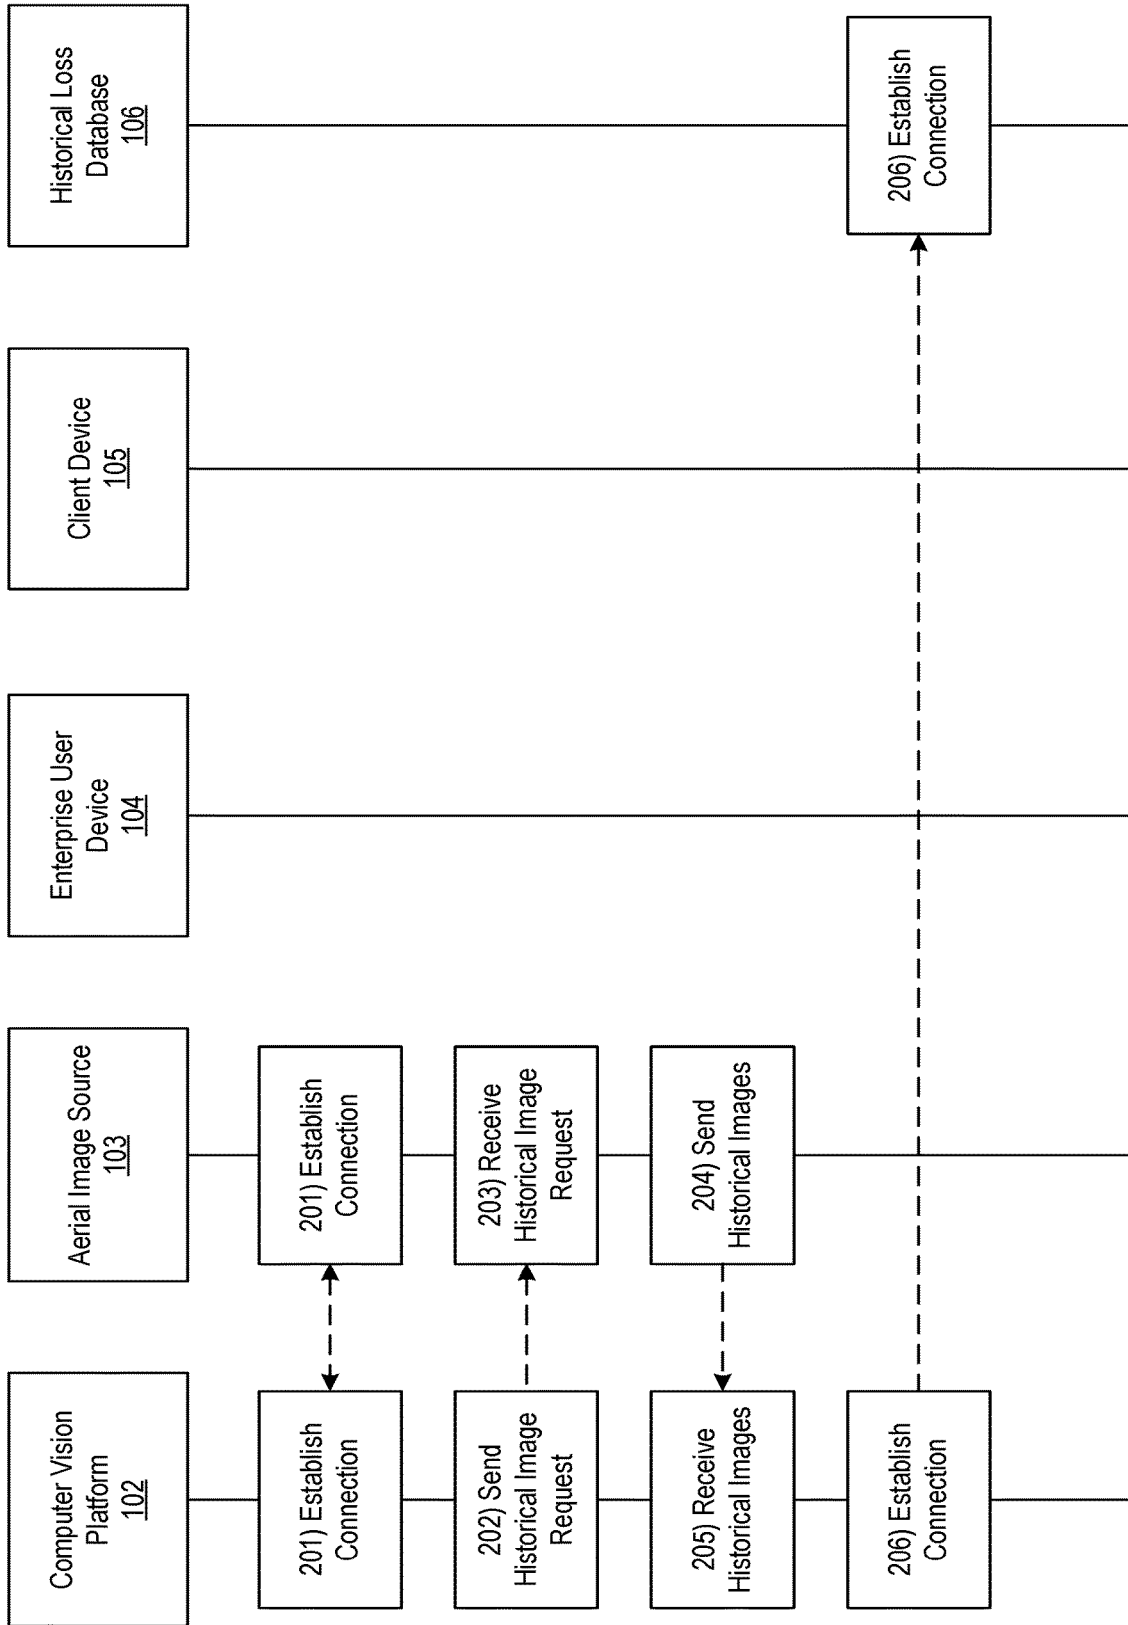 Computer Vision
Platform
102
Aerial Image Source
103
Enterprise User
Device
104
Client Device
105
Historical Loss
Database
106
201) Establish
Connection
201) Establish
Connection
202) Send
Historical Image
Request
203) Receive
Historical Image
Request
205) Receive
Historical Images
204) Send
Historical Images
206) Establish
Connection
206) Establish
Connection